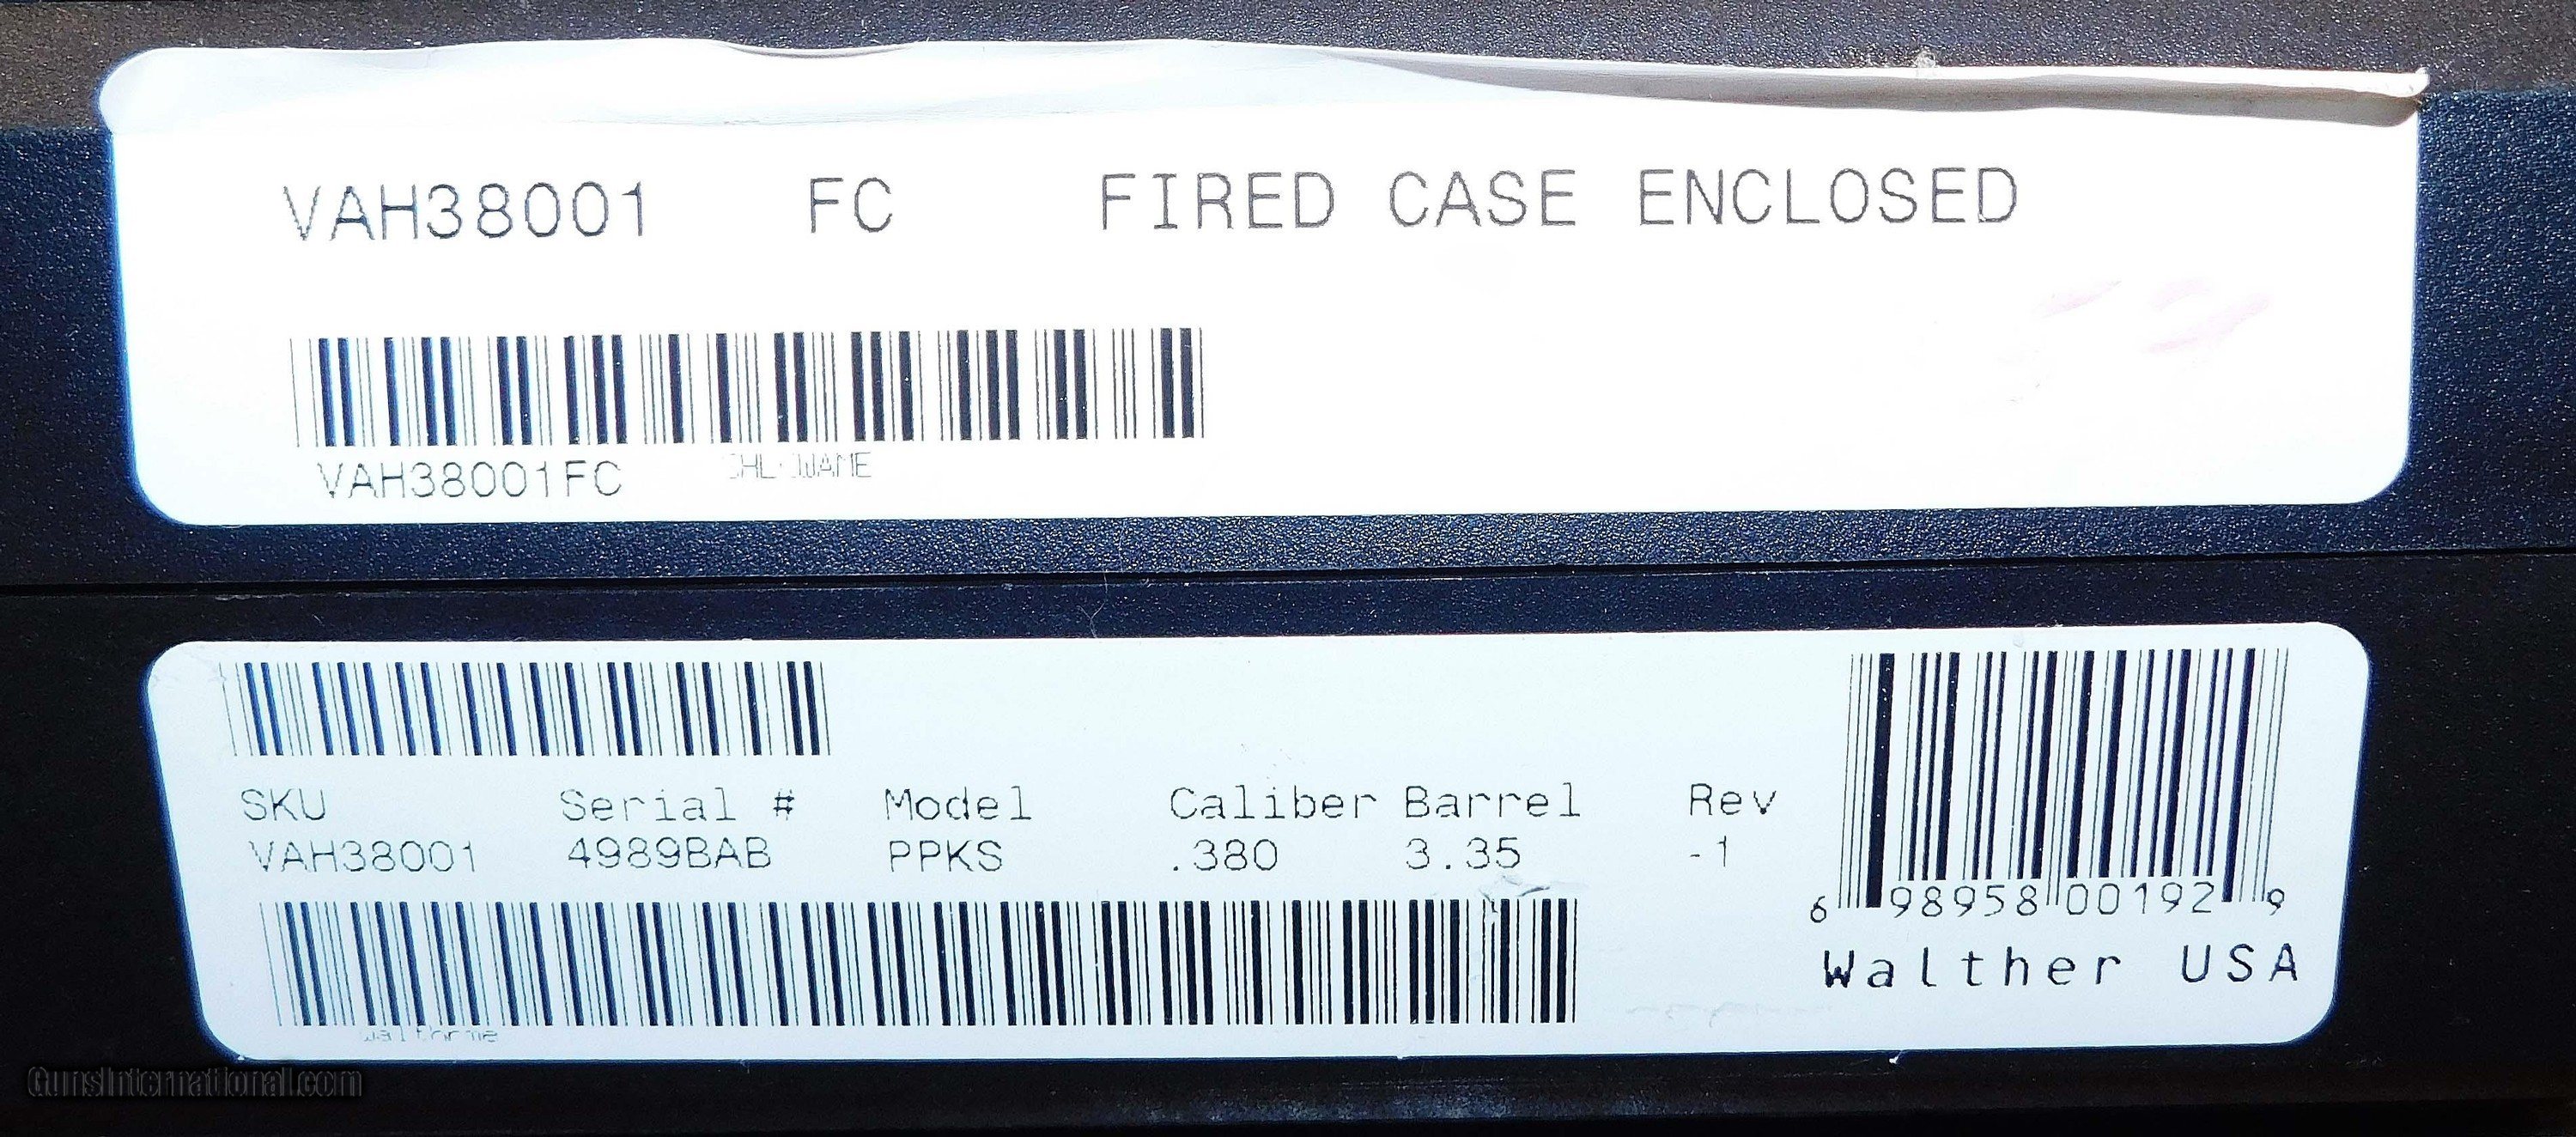 VAH38001 FC FIRED CASE ENCLOSED
VAH38001FC
SKU Serial # Model Caliber Barrel Rev
VAH38001 4989BAB PPKS .380 3.35 -1
6 98958 00192 9
Walther USA
GunsInternational.com